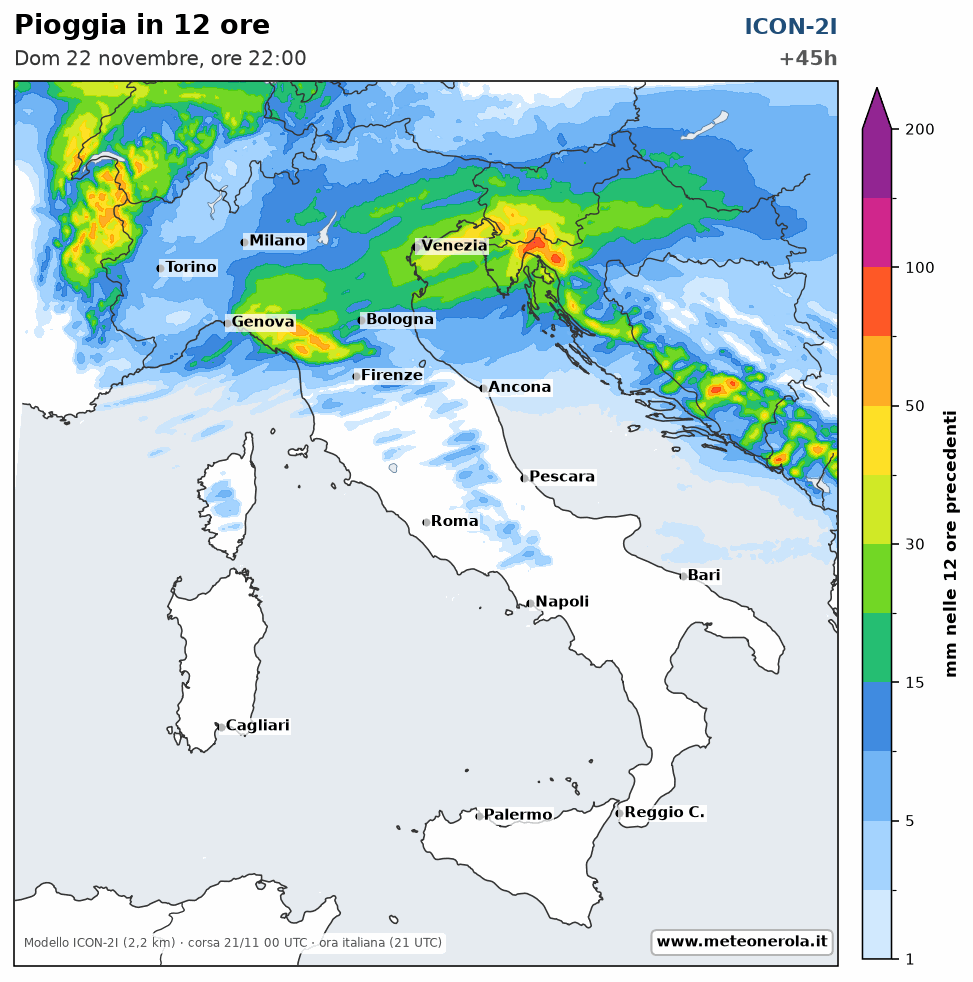 Pioggia in 12 ore
ICON-2I
Dom 22 novembre, ore 22:00
+45h
Milano
Venezia
Torino
Genova
Bologna
Firenze
Ancona
Pescara
Roma
Bari
Napoli
Cagliari
Palermo
Reggio C.
Modello ICON-2I (2,2 km) · corsa 21/11 00 UTC · ora italiana (21 UTC)
www.meteonerola.it
200
100
50
30
15
5
1
mm nelle 12 ore precedenti